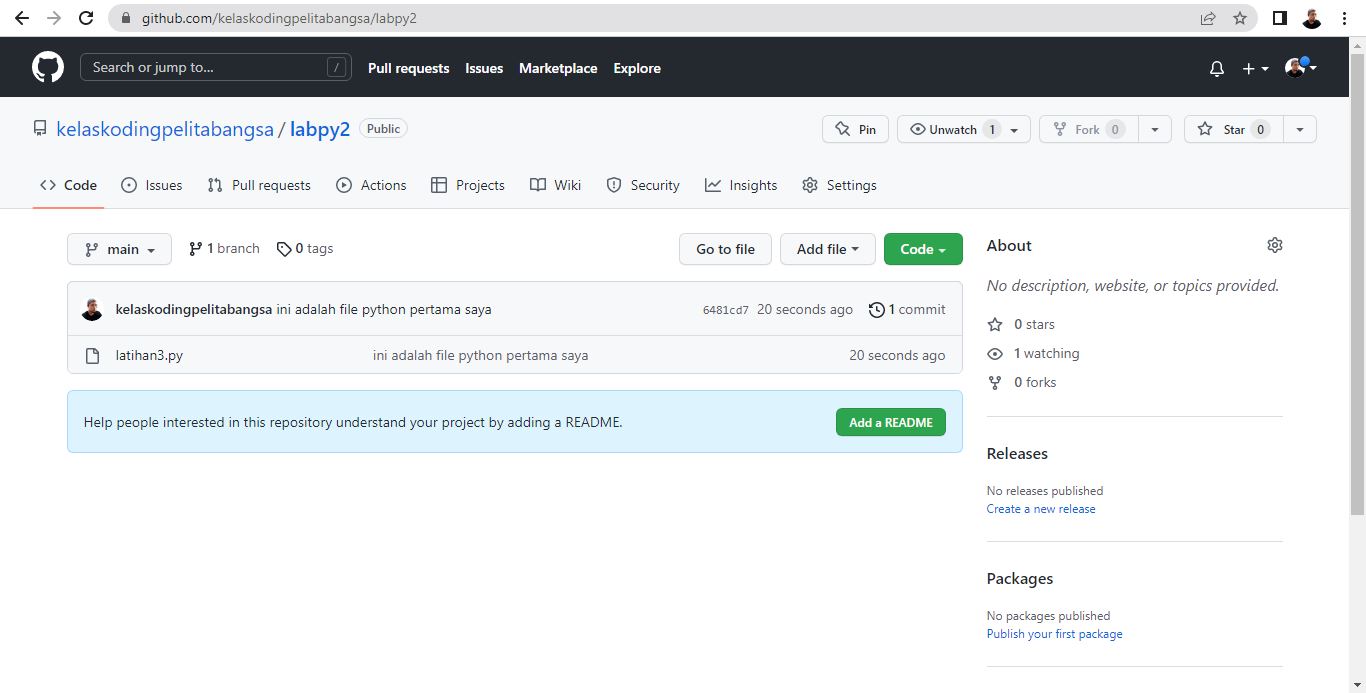 github.com/kelaskodingpelitabangsa/labpy2
Search or jump to... / Pull requests Issues Marketplace Explore
kelaskodingpelitabangsa / labpy2 Public Pin Unwatch 1 Fork 0 Star 0
Code Issues Pull requests Actions Projects Wiki Security Insights Settings
main 1 branch 0 tags Go to file Add file Code
kelaskodingpelitabangsa ini adalah file python pertama saya 6481cd7 20 seconds ago 1 commit
latihan3.py ini adalah file python pertama saya 20 seconds ago
Help people interested in this repository understand your project by adding a README. Add a README
About
No description, website, or topics provided.
0 stars
1 watching
0 forks
Releases
No releases published
Create a new release
Packages
No packages published
Publish your first package